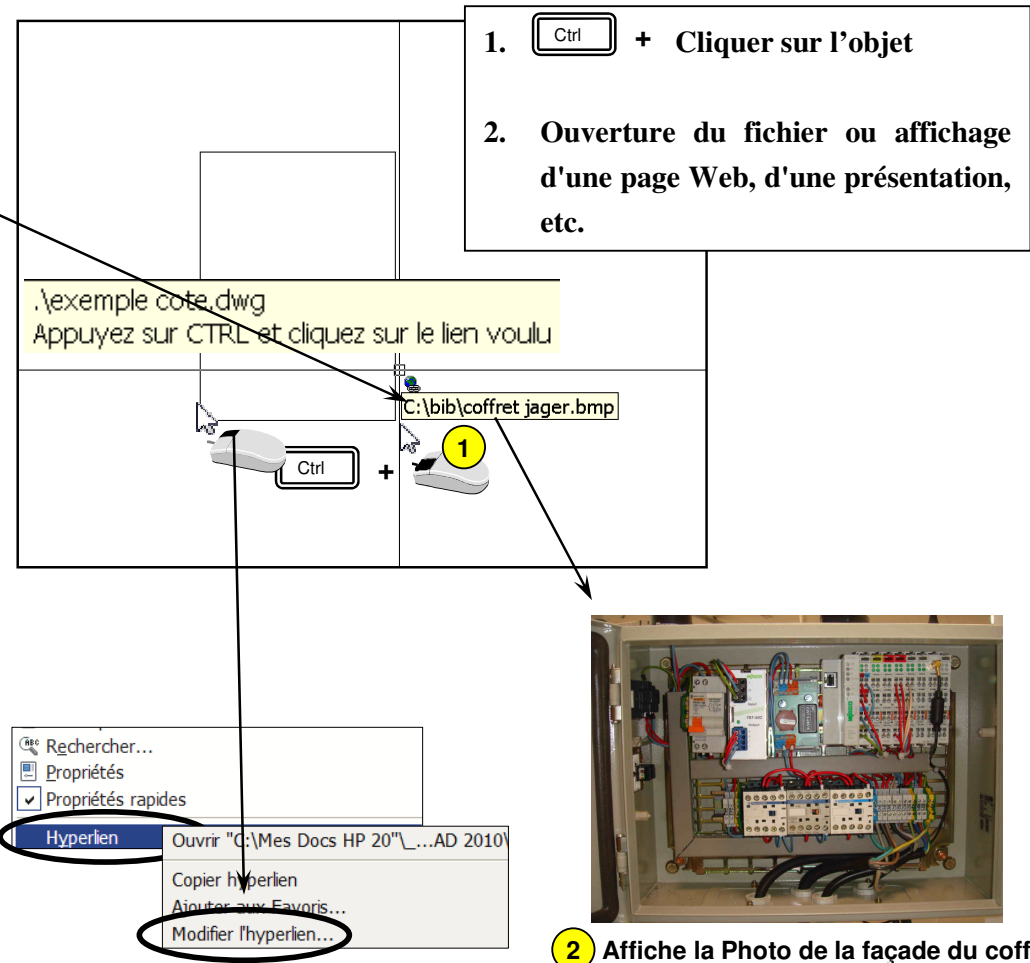 1. Ctrl + Cliquer sur l’objet
2. Ouverture du fichier ou affichage
d'une page Web, d'une présentation,
etc.
.\exemple cote.dwg
Appuyez sur CTRL et cliquez sur le lien voulu
C:\bib\coffret jager.bmp
1
Ctrl +
Rechercher...
Propriétés
Propriétés rapides
Hyperlien
Ouvrir "C:\Mes Docs HP 20"\_...AD 2010\
Copier hyperlien
Ajouter aux Favoris...
Modifier l'hyperlien...
2 Affiche la Photo de la façade du coff